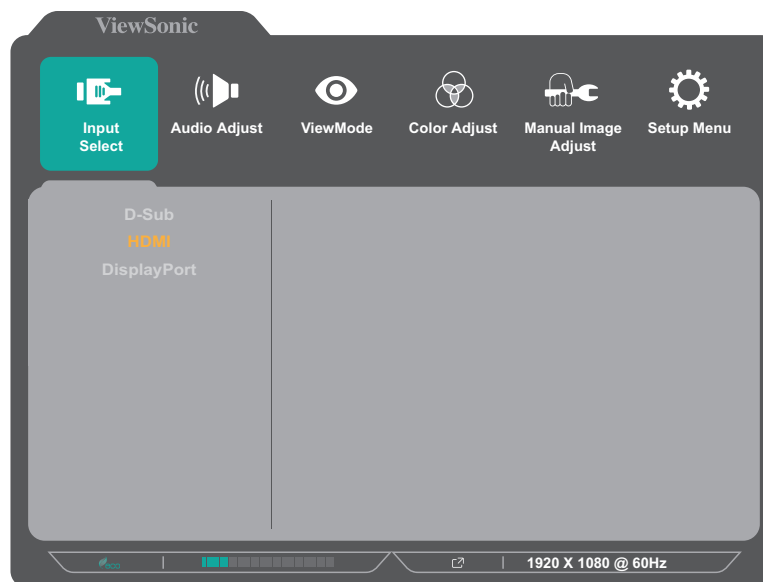 ViewSonic
Input Select
Audio Adjust
ViewMode
Color Adjust
Manual Image Adjust
Setup Menu
D-Sub
HDMI
DisplayPort
eco
1920 X 1080 @ 60Hz